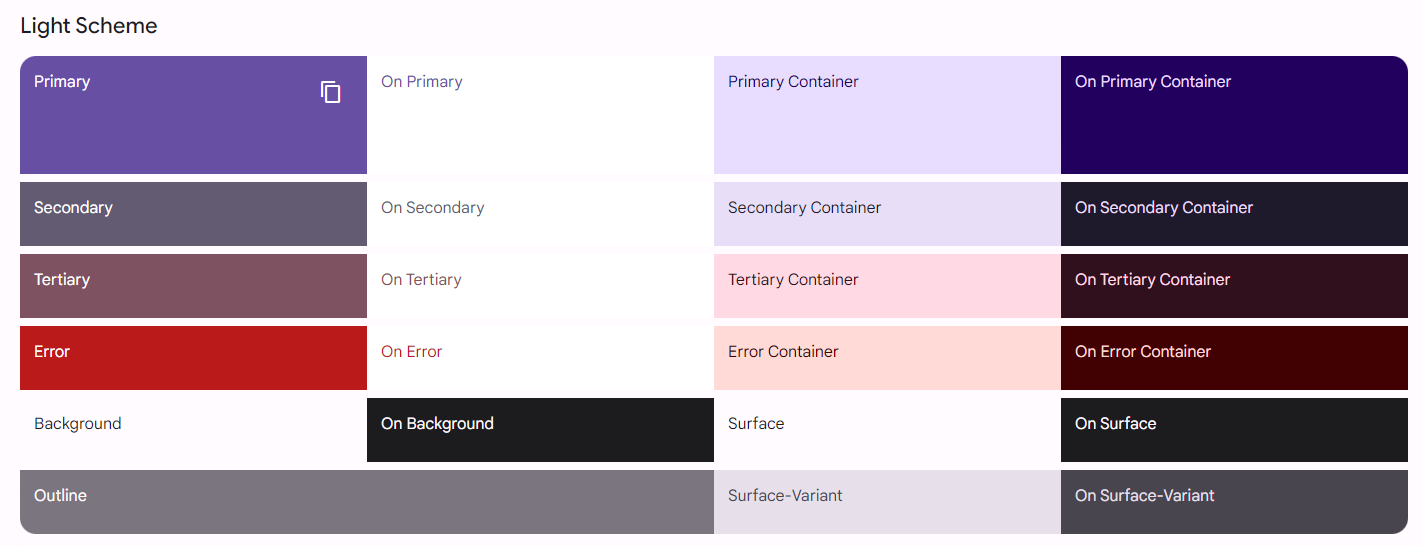 Light Scheme
Primary
On Primary
Primary Container
On Primary Container
Secondary
On Secondary
Secondary Container
On Secondary Container
Tertiary
On Tertiary
Tertiary Container
On Tertiary Container
Error
On Error
Error Container
On Error Container
Background
On Background
Surface
On Surface
Outline
Surface-Variant
On Surface-Variant